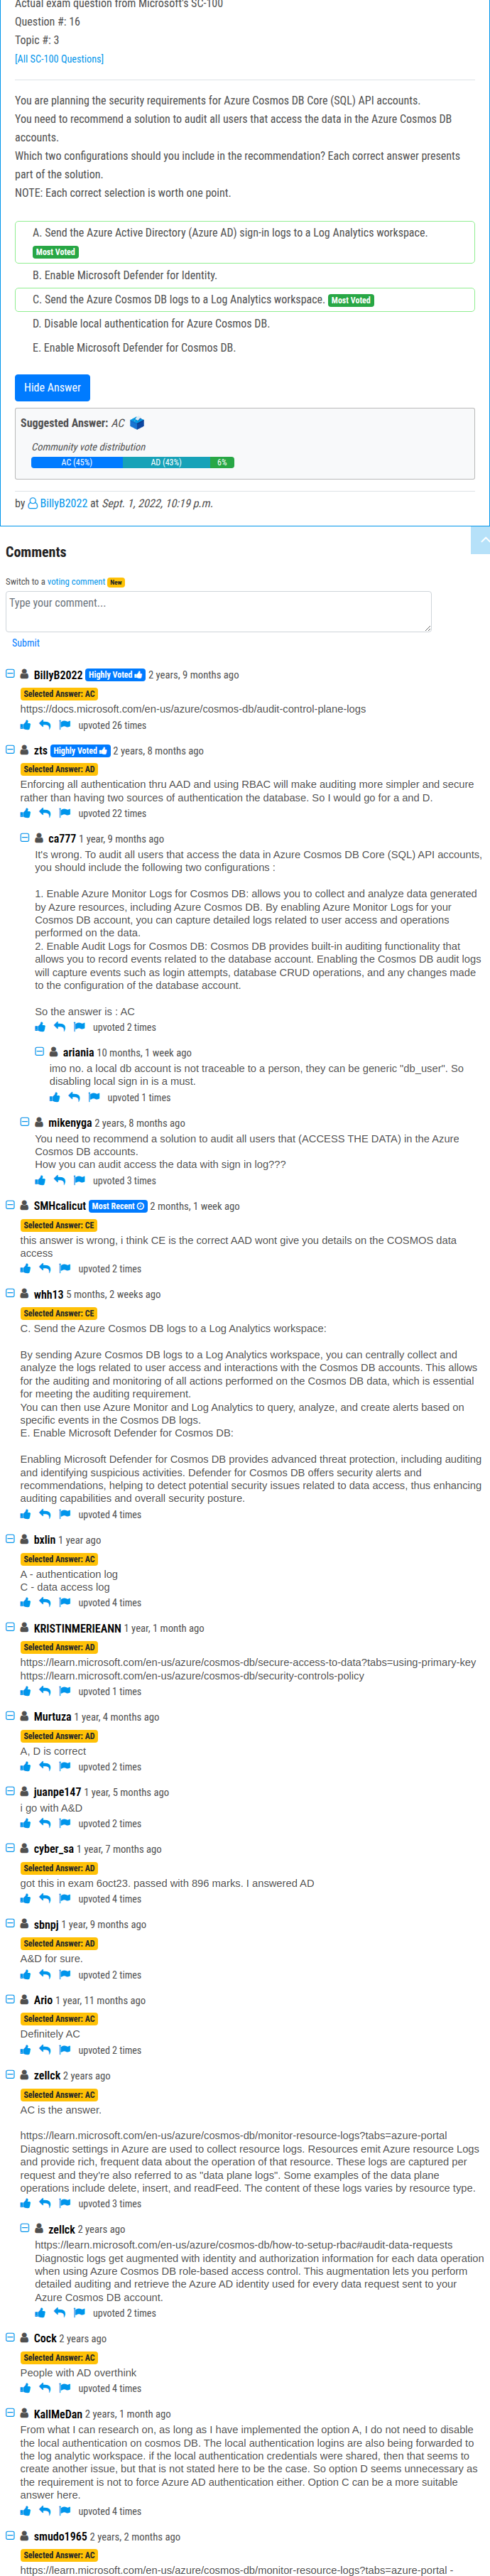 Actual exam question from Microsoft's SC-100
Question #: 16
Topic #: 3
[All SC-100 Questions]
You are planning the security requirements for Azure Cosmos DB Core (SQL) API accounts.
You need to recommend a solution to audit all users that access the data in the Azure Cosmos DB
accounts.
Which two configurations should you include in the recommendation? Each correct answer presents
part of the solution.
NOTE: Each correct selection is worth one point.
A. Send the Azure Active Directory (Azure AD) sign-in logs to a Log Analytics workspace.
Most Voted
B. Enable Microsoft Defender for Identity.
C. Send the Azure Cosmos DB logs to a Log Analytics workspace. Most Voted
D. Disable local authentication for Azure Cosmos DB.
E. Enable Microsoft Defender for Cosmos DB.
Hide Answer
Suggested Answer: AC
Community vote distribution
AC (45%) AD (43%) 6%
by BillyB2022 at Sept. 1, 2022, 10:19 p.m.
Comments
Switch to a voting comment New
Type your comment...
Submit
BillyB2022 Highly Voted 2 years, 9 months ago
Selected Answer: AC
https://docs.microsoft.com/en-us/azure/cosmos-db/audit-control-plane-logs
upvoted 26 times
zts Highly Voted 2 years, 8 months ago
Selected Answer: AD
Enforcing all authentication thru AAD and using RBAC will make auditing more simpler and secure
rather than having two sources of authentication the database. So I would go for a and D.
upvoted 22 times
ca777 1 year, 9 months ago
It's wrong. To audit all users that access the data in Azure Cosmos DB Core (SQL) API accounts,
you should include the following two configurations :
1. Enable Azure Monitor Logs for Cosmos DB: allows you to collect and analyze data generated
by Azure resources, including Azure Cosmos DB. By enabling Azure Monitor Logs for your
Cosmos DB account, you can capture detailed logs related to user access and operations
performed on the data.
2. Enable Audit Logs for Cosmos DB: Cosmos DB provides built-in auditing functionality that
allows you to record events related to the database account. Enabling the Cosmos DB audit logs
will capture events such as login attempts, database CRUD operations, and any changes made
to the configuration of the database account.
So the answer is : AC
upvoted 2 times
ariania 10 months, 1 week ago
imo no. a local db account is not traceable to a person, they can be generic "db_user". So
disabling local sign in is a must.
upvoted 1 times
mikenyga 2 years, 8 months ago
You need to recommend a solution to audit all users that (ACCESS THE DATA) in the Azure
Cosmos DB accounts.
How you can audit access the data with sign in log???
upvoted 3 times
SMHcalicut Most Recent 2 months, 1 week ago
Selected Answer: CE
this answer is wrong, i think CE is the correct AAD wont give you details on the COSMOS data
access
upvoted 2 times
whh13 5 months, 2 weeks ago
Selected Answer: CE
C. Send the Azure Cosmos DB logs to a Log Analytics workspace:
By sending Azure Cosmos DB logs to a Log Analytics workspace, you can centrally collect and
analyze the logs related to user access and interactions with the Cosmos DB accounts. This allows
for the auditing and monitoring of all actions performed on the Cosmos DB data, which is essential
for meeting the auditing requirement.
You can then use Azure Monitor and Log Analytics to query, analyze, and create alerts based on
specific events in the Cosmos DB logs.
E. Enable Microsoft Defender for Cosmos DB:
Enabling Microsoft Defender for Cosmos DB provides advanced threat protection, including auditing
and identifying suspicious activities. Defender for Cosmos DB offers security alerts and
recommendations, helping to detect potential security issues related to data access, thus enhancing
auditing capabilities and overall security posture.
upvoted 4 times
bxlin 1 year ago
Selected Answer: AC
A - authentication log
C - data access log
upvoted 4 times
KRISTINMERIEANN 1 year, 1 month ago
Selected Answer: AD
https://learn.microsoft.com/en-us/azure/cosmos-db/secure-access-to-data?tabs=using-primary-key
https://learn.microsoft.com/en-us/azure/cosmos-db/security-controls-policy
upvoted 1 times
Murtuza 1 year, 4 months ago
Selected Answer: AD
A, D is correct
upvoted 2 times
juanpe147 1 year, 5 months ago
i go with A&D
upvoted 2 times
cyber_sa 1 year, 7 months ago
Selected Answer: AD
got this in exam 6oct23. passed with 896 marks. I answered AD
upvoted 4 times
sbnpj 1 year, 9 months ago
Selected Answer: AD
A&D for sure.
upvoted 2 times
Ario 1 year, 11 months ago
Selected Answer: AC
Definitely AC
upvoted 2 times
zellck 2 years ago
Selected Answer: AC
AC is the answer.
https://learn.microsoft.com/en-us/azure/cosmos-db/monitor-resource-logs?tabs=azure-portal
Diagnostic settings in Azure are used to collect resource logs. Resources emit Azure resource Logs
and provide rich, frequent data about the operation of that resource. These logs are captured per
request and they're also referred to as "data plane logs". Some examples of the data plane
operations include delete, insert, and readFeed. The content of these logs varies by resource type.
upvoted 3 times
zellck 2 years ago
https://learn.microsoft.com/en-us/azure/cosmos-db/how-to-setup-rbac#audit-data-requests
Diagnostic logs get augmented with identity and authorization information for each data operation
when using Azure Cosmos DB role-based access control. This augmentation lets you perform
detailed auditing and retrieve the Azure AD identity used for every data request sent to your
Azure Cosmos DB account.
upvoted 2 times
Cock 2 years ago
Selected Answer: AC
People with AD overthink
upvoted 4 times
KallMeDan 2 years, 1 month ago
From what I can research on, as long as I have implemented the option A, I do not need to disable
the local authentication on cosmos DB. The local authentication logins are also being forwarded to
the log analytic workspace. if the local authentication credentials were shared, then that seems to
create another issue, but that is not stated here to be the case. So option D seems unnecessary as
the requirement is not to force Azure AD authentication either. Option C can be a more suitable
answer here.
upvoted 4 times
smudo1965 2 years, 2 months ago
Selected Answer: AC
https://learn.microsoft.com/en-us/azure/cosmos-db/monitor-resource-logs?tabs=azure-portal -